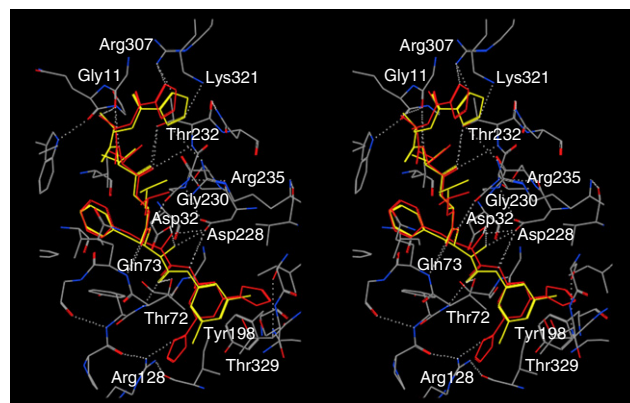 Arg307 Arg307
Gly11 Lys321 Gly11 Lys321
Thr232 Thr232
Arg235 Arg235
Gly230 Gly230
Asp32 Asp32
Asp228 Asp228
Gln73 Gln73
Thr72 Thr72
Tyr198 Tyr198
Thr329 Thr329
Arg128 Arg128